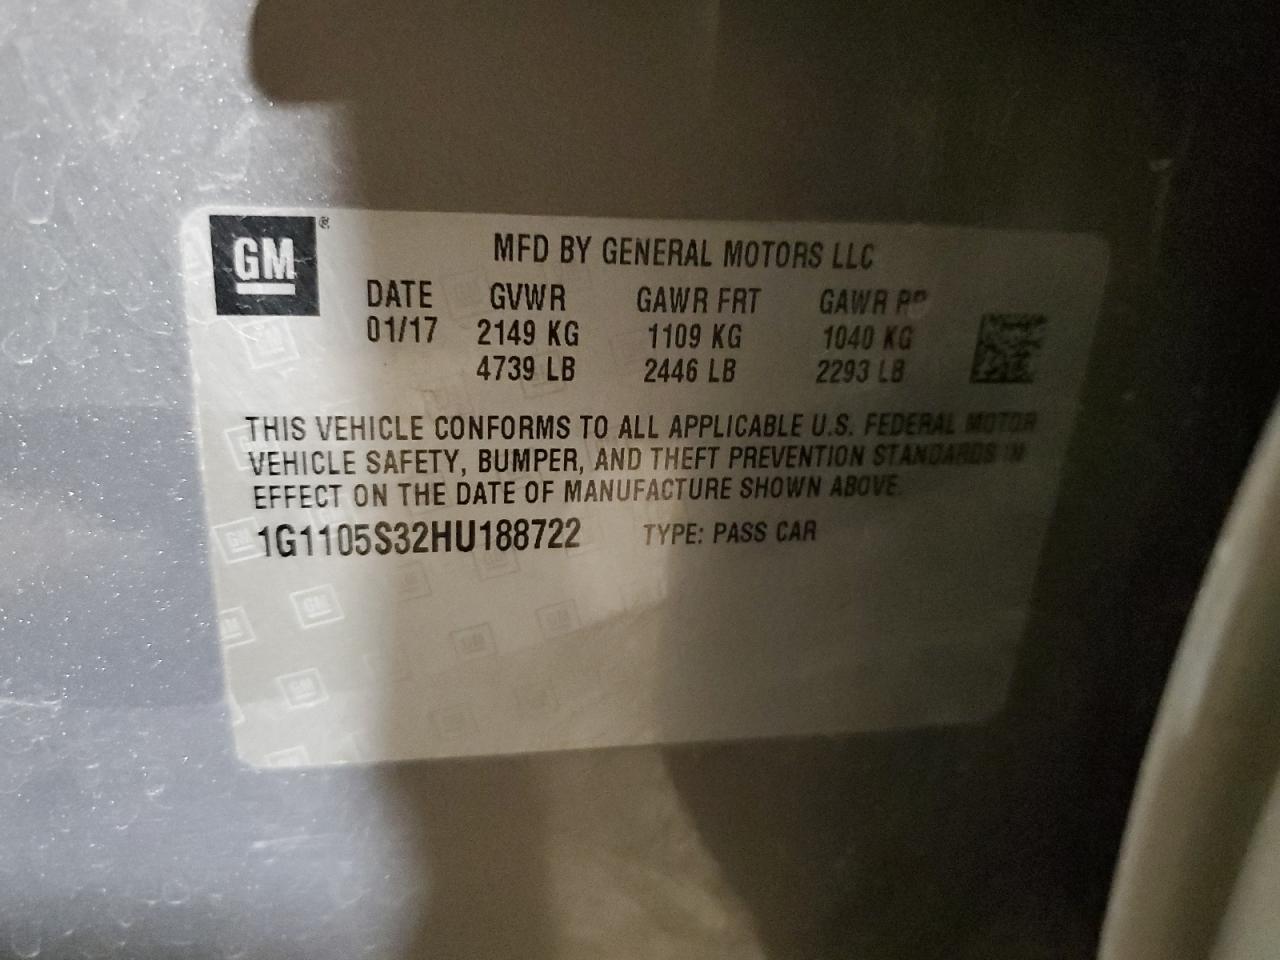 GM®
MFD BY GENERAL MOTORS LLC
DATE GVWR GAWR FRT GAWR RR
01/17 2149 KG 1109 KG 1040 KG
4739 LB 2446 LB 2293 LB
THIS VEHICLE CONFORMS TO ALL APPLICABLE U.S. FEDERAL MOTOR
VEHICLE SAFETY, BUMPER, AND THEFT PREVENTION STANDARDS IN
EFFECT ON THE DATE OF MANUFACTURE SHOWN ABOVE.
1G1105S32HU188722 TYPE: PASS CAR